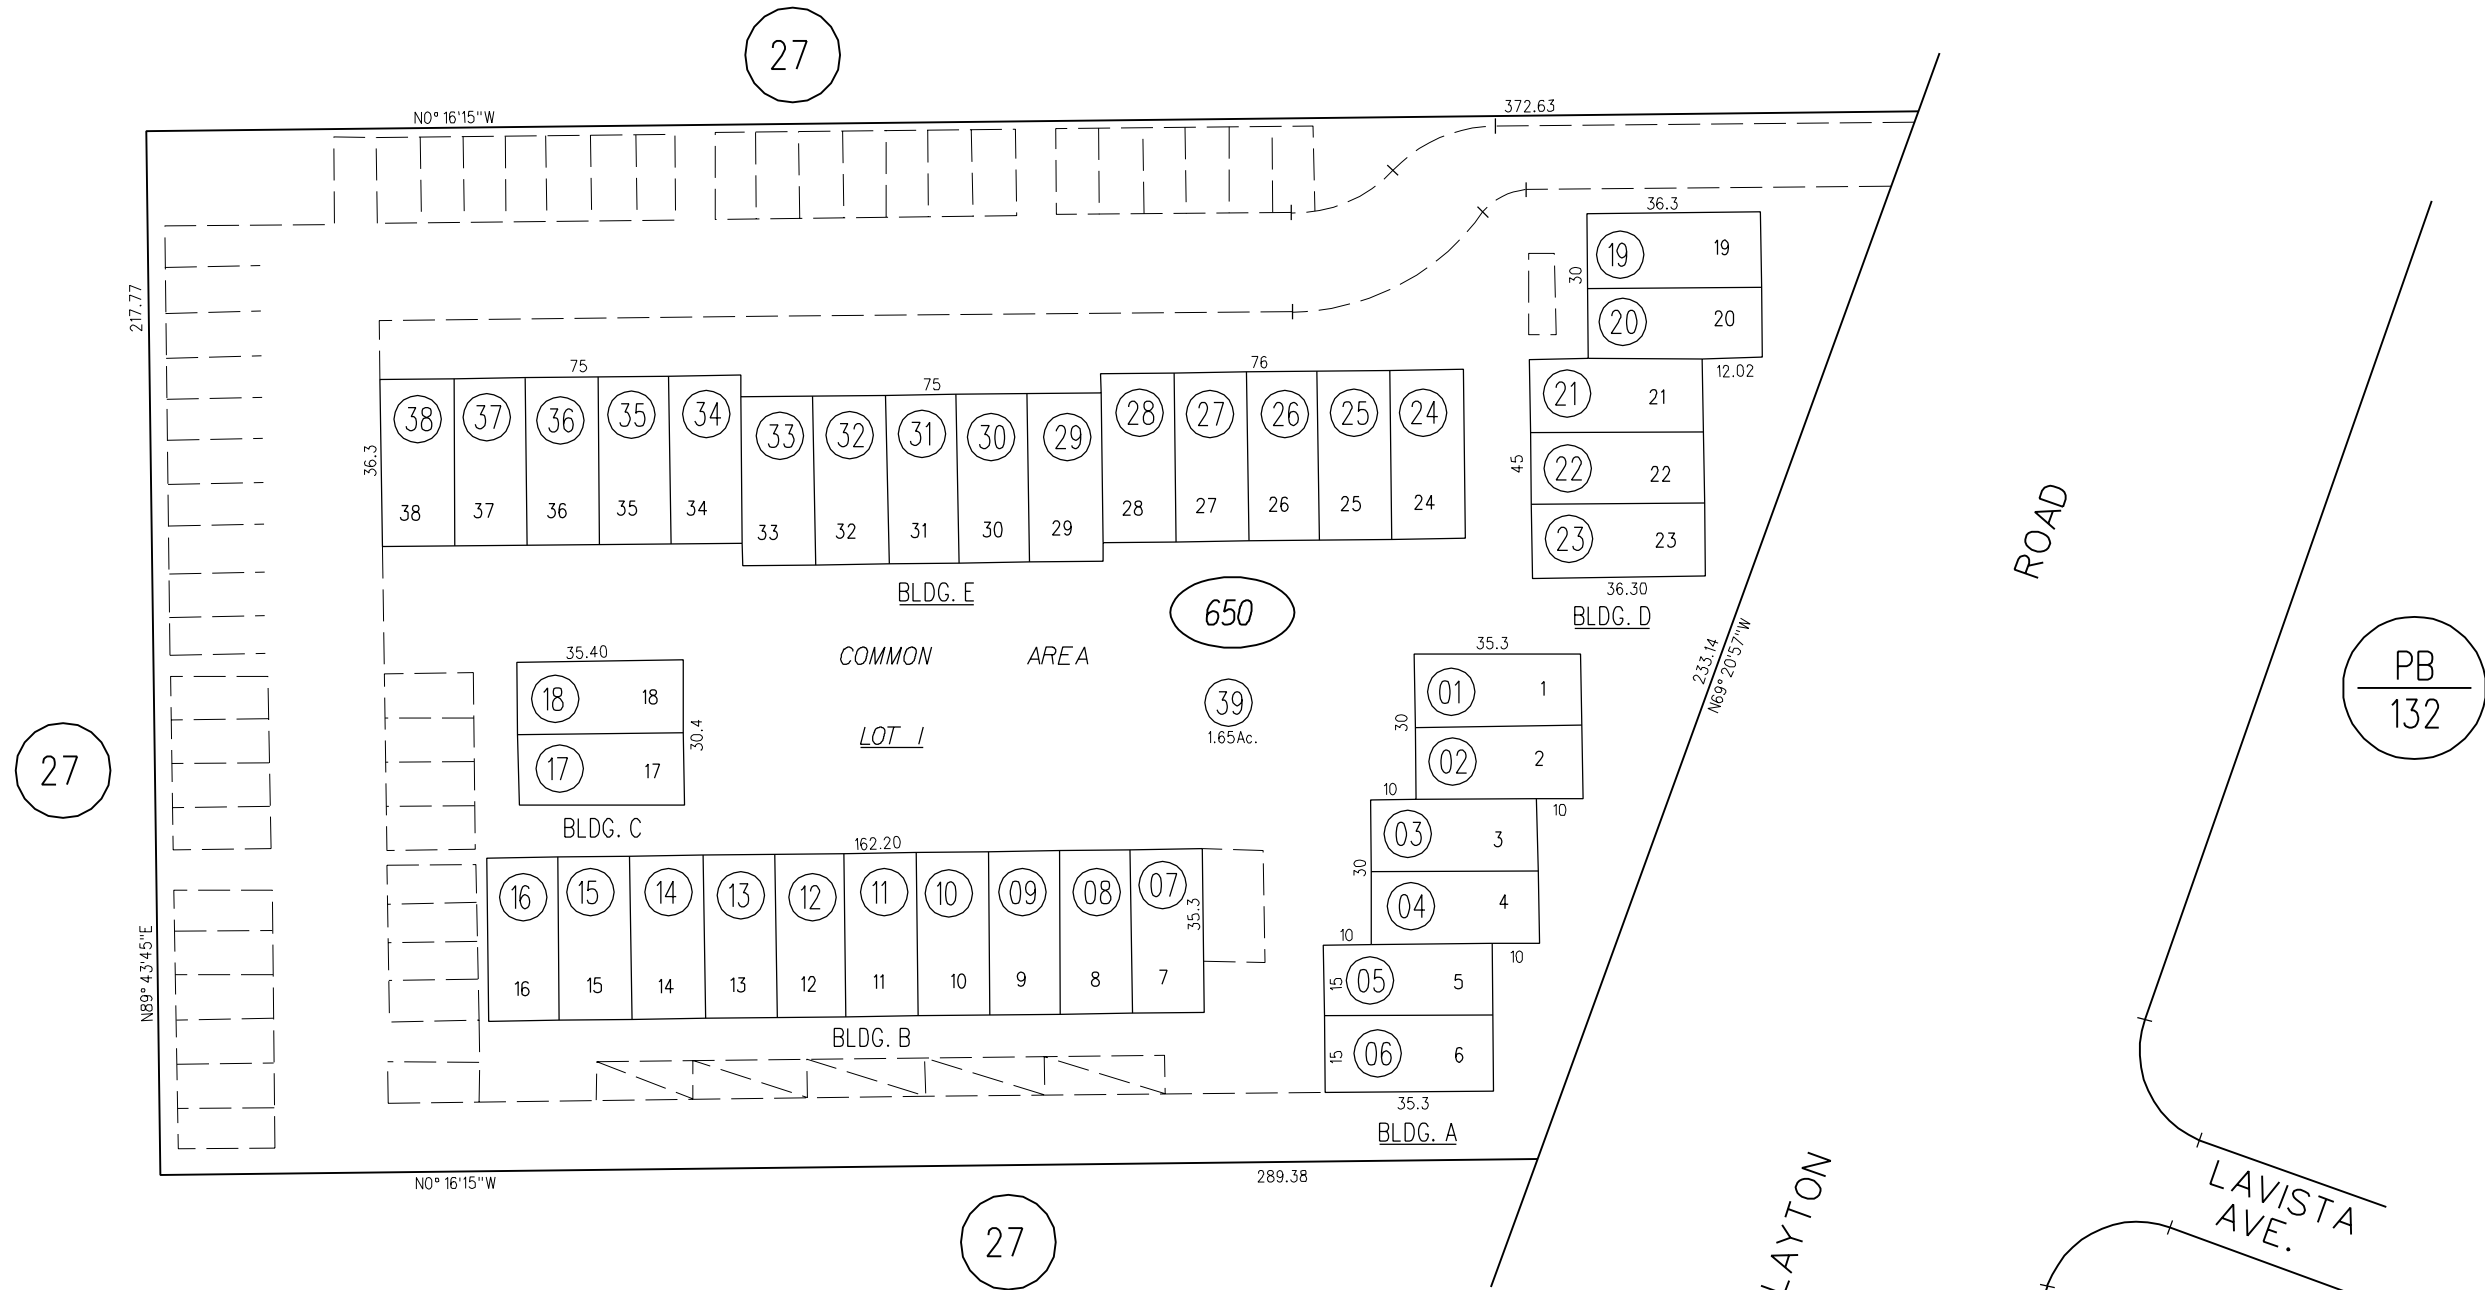 27
N0° 16'15"W
372.63
217.77
36.3
30
19 19
20 20
12.02
75
75
76
38 37 36 35 34 33 32 31 30 29 28 27 26 25 24
36.3
38 37 36 35 34 33 32 31 30 29 28 27 26 25 24
BLDG. E
45
21 21
22 22
23 23
36.30
BLDG. D
650
COMMON AREA
LOT 1
39
1.65Ac.
35.40
18 18
17 17
30.4
BLDG. C
35.3
30
01 1
02 2
10
10
30
03 3
04 4
10
10
15
05 5
15
06 6
35.3
BLDG. A
162.20
16 15 14 13 12 11 10 09 08 07
35.3
16 15 14 13 12 11 10 9 8 7
BLDG. B
27
N89° 43'45"E
N0° 16'15"W
289.38
27
233.14
N69° 20'57"W
ROAD
LAYTON
PB
132
LAVISTA
AVE.